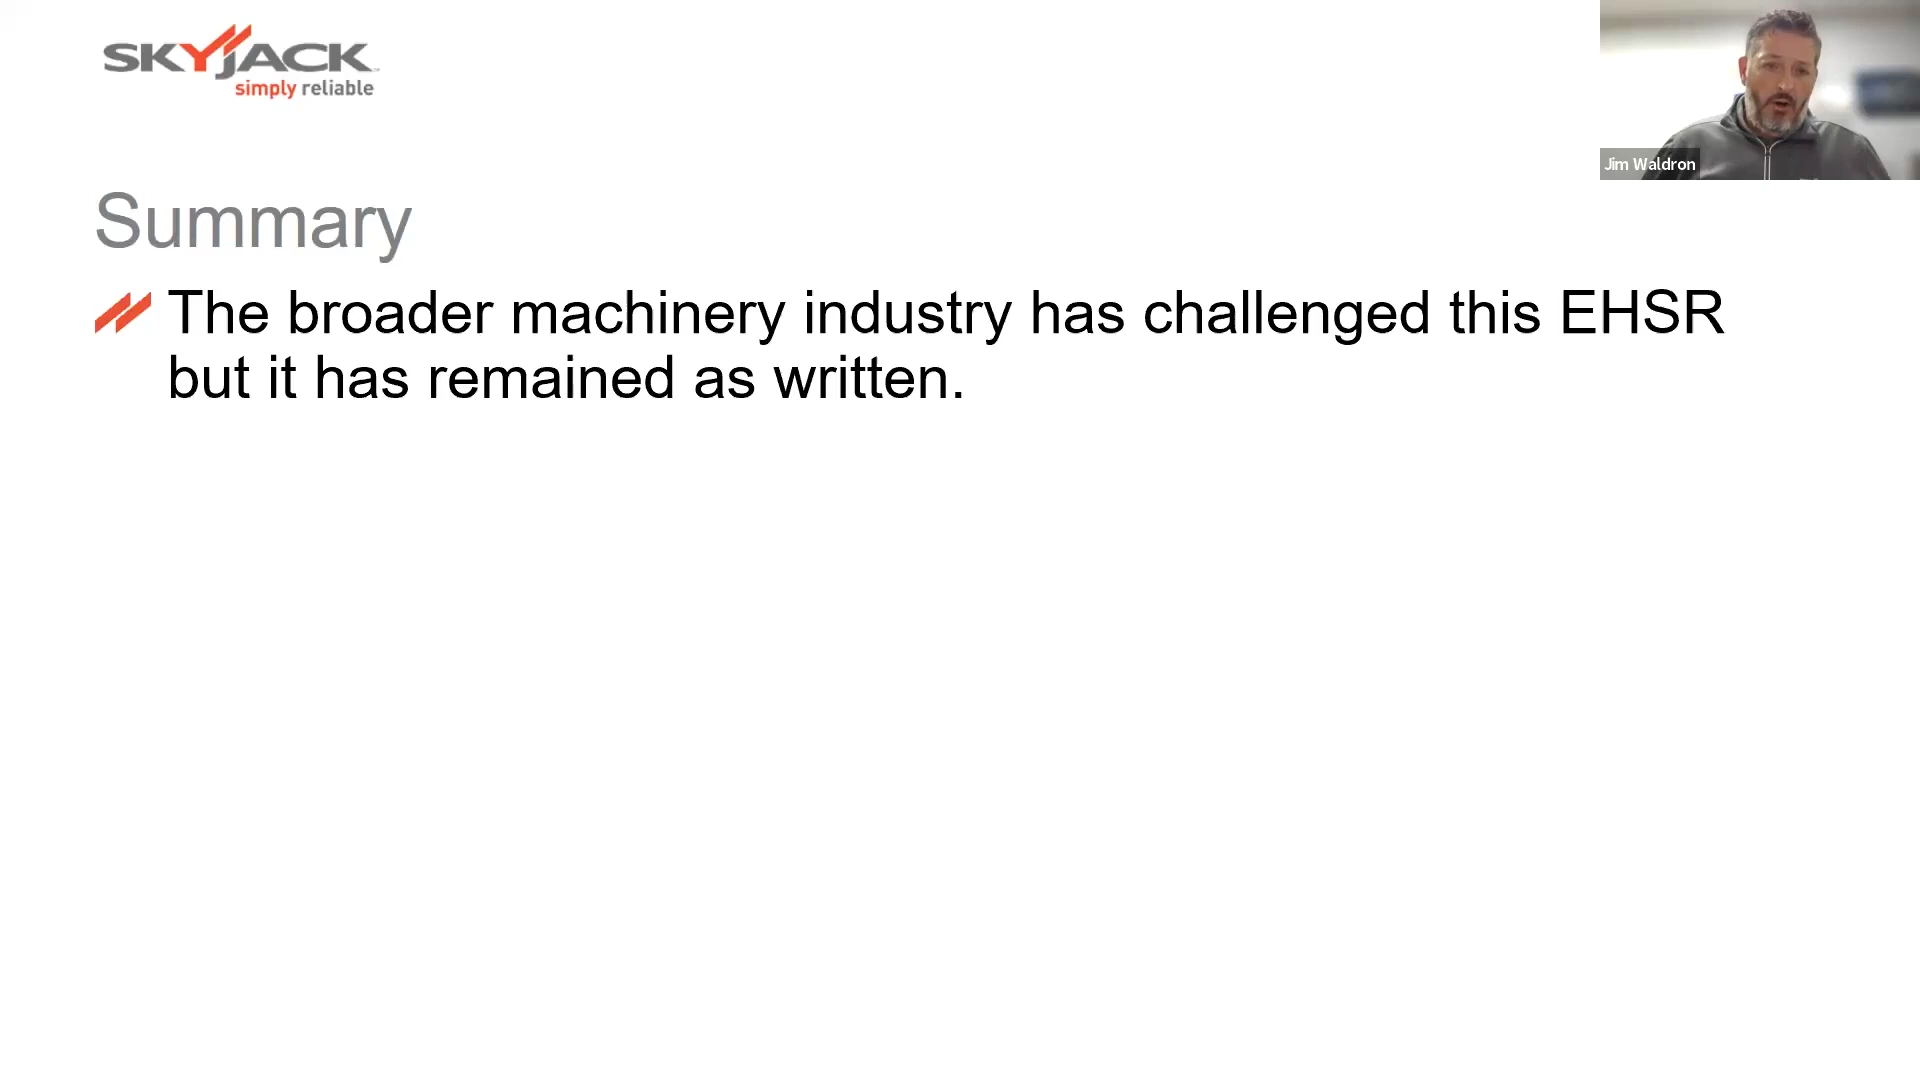 SKYJACK
simply reliable
Jim Waldron
Summary
The broader machinery industry has challenged this EHSR
but it has remained as written.